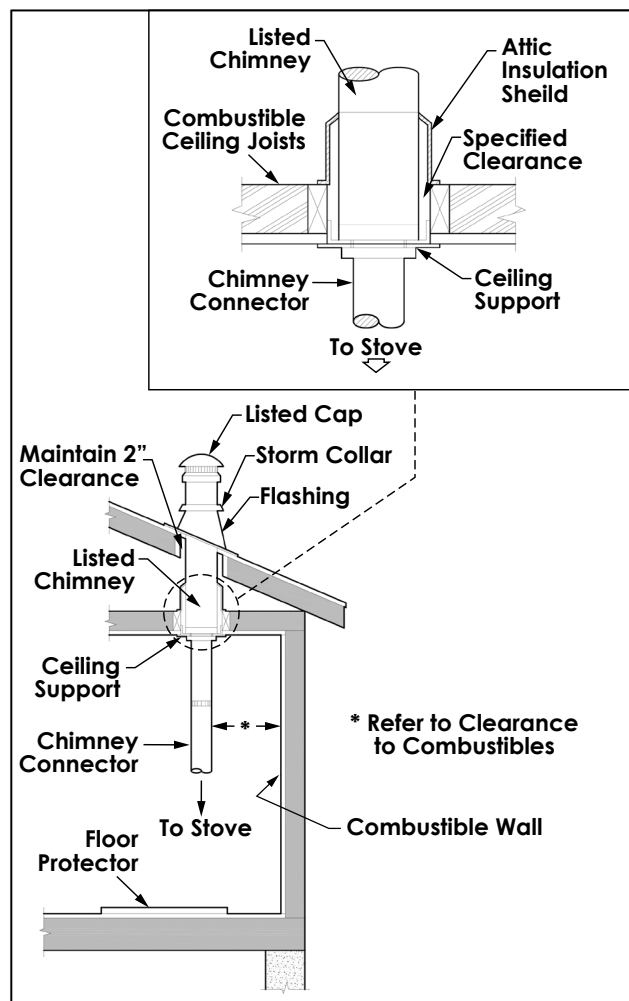 Listed
Chimney
Attic
Insulation
Sheild
Combustible
Ceiling Joists
Specified
Clearance
Chimney
Connector
Ceiling
Support
To Stove
Listed Cap
Maintain 2”
Clearance
Storm Collar
Flashing
Listed
Chimney
Ceiling
Support
*
* Refer to Clearance
to Combustibles
Chimney
Connector
To Stove
Combustible Wall
Floor
Protector